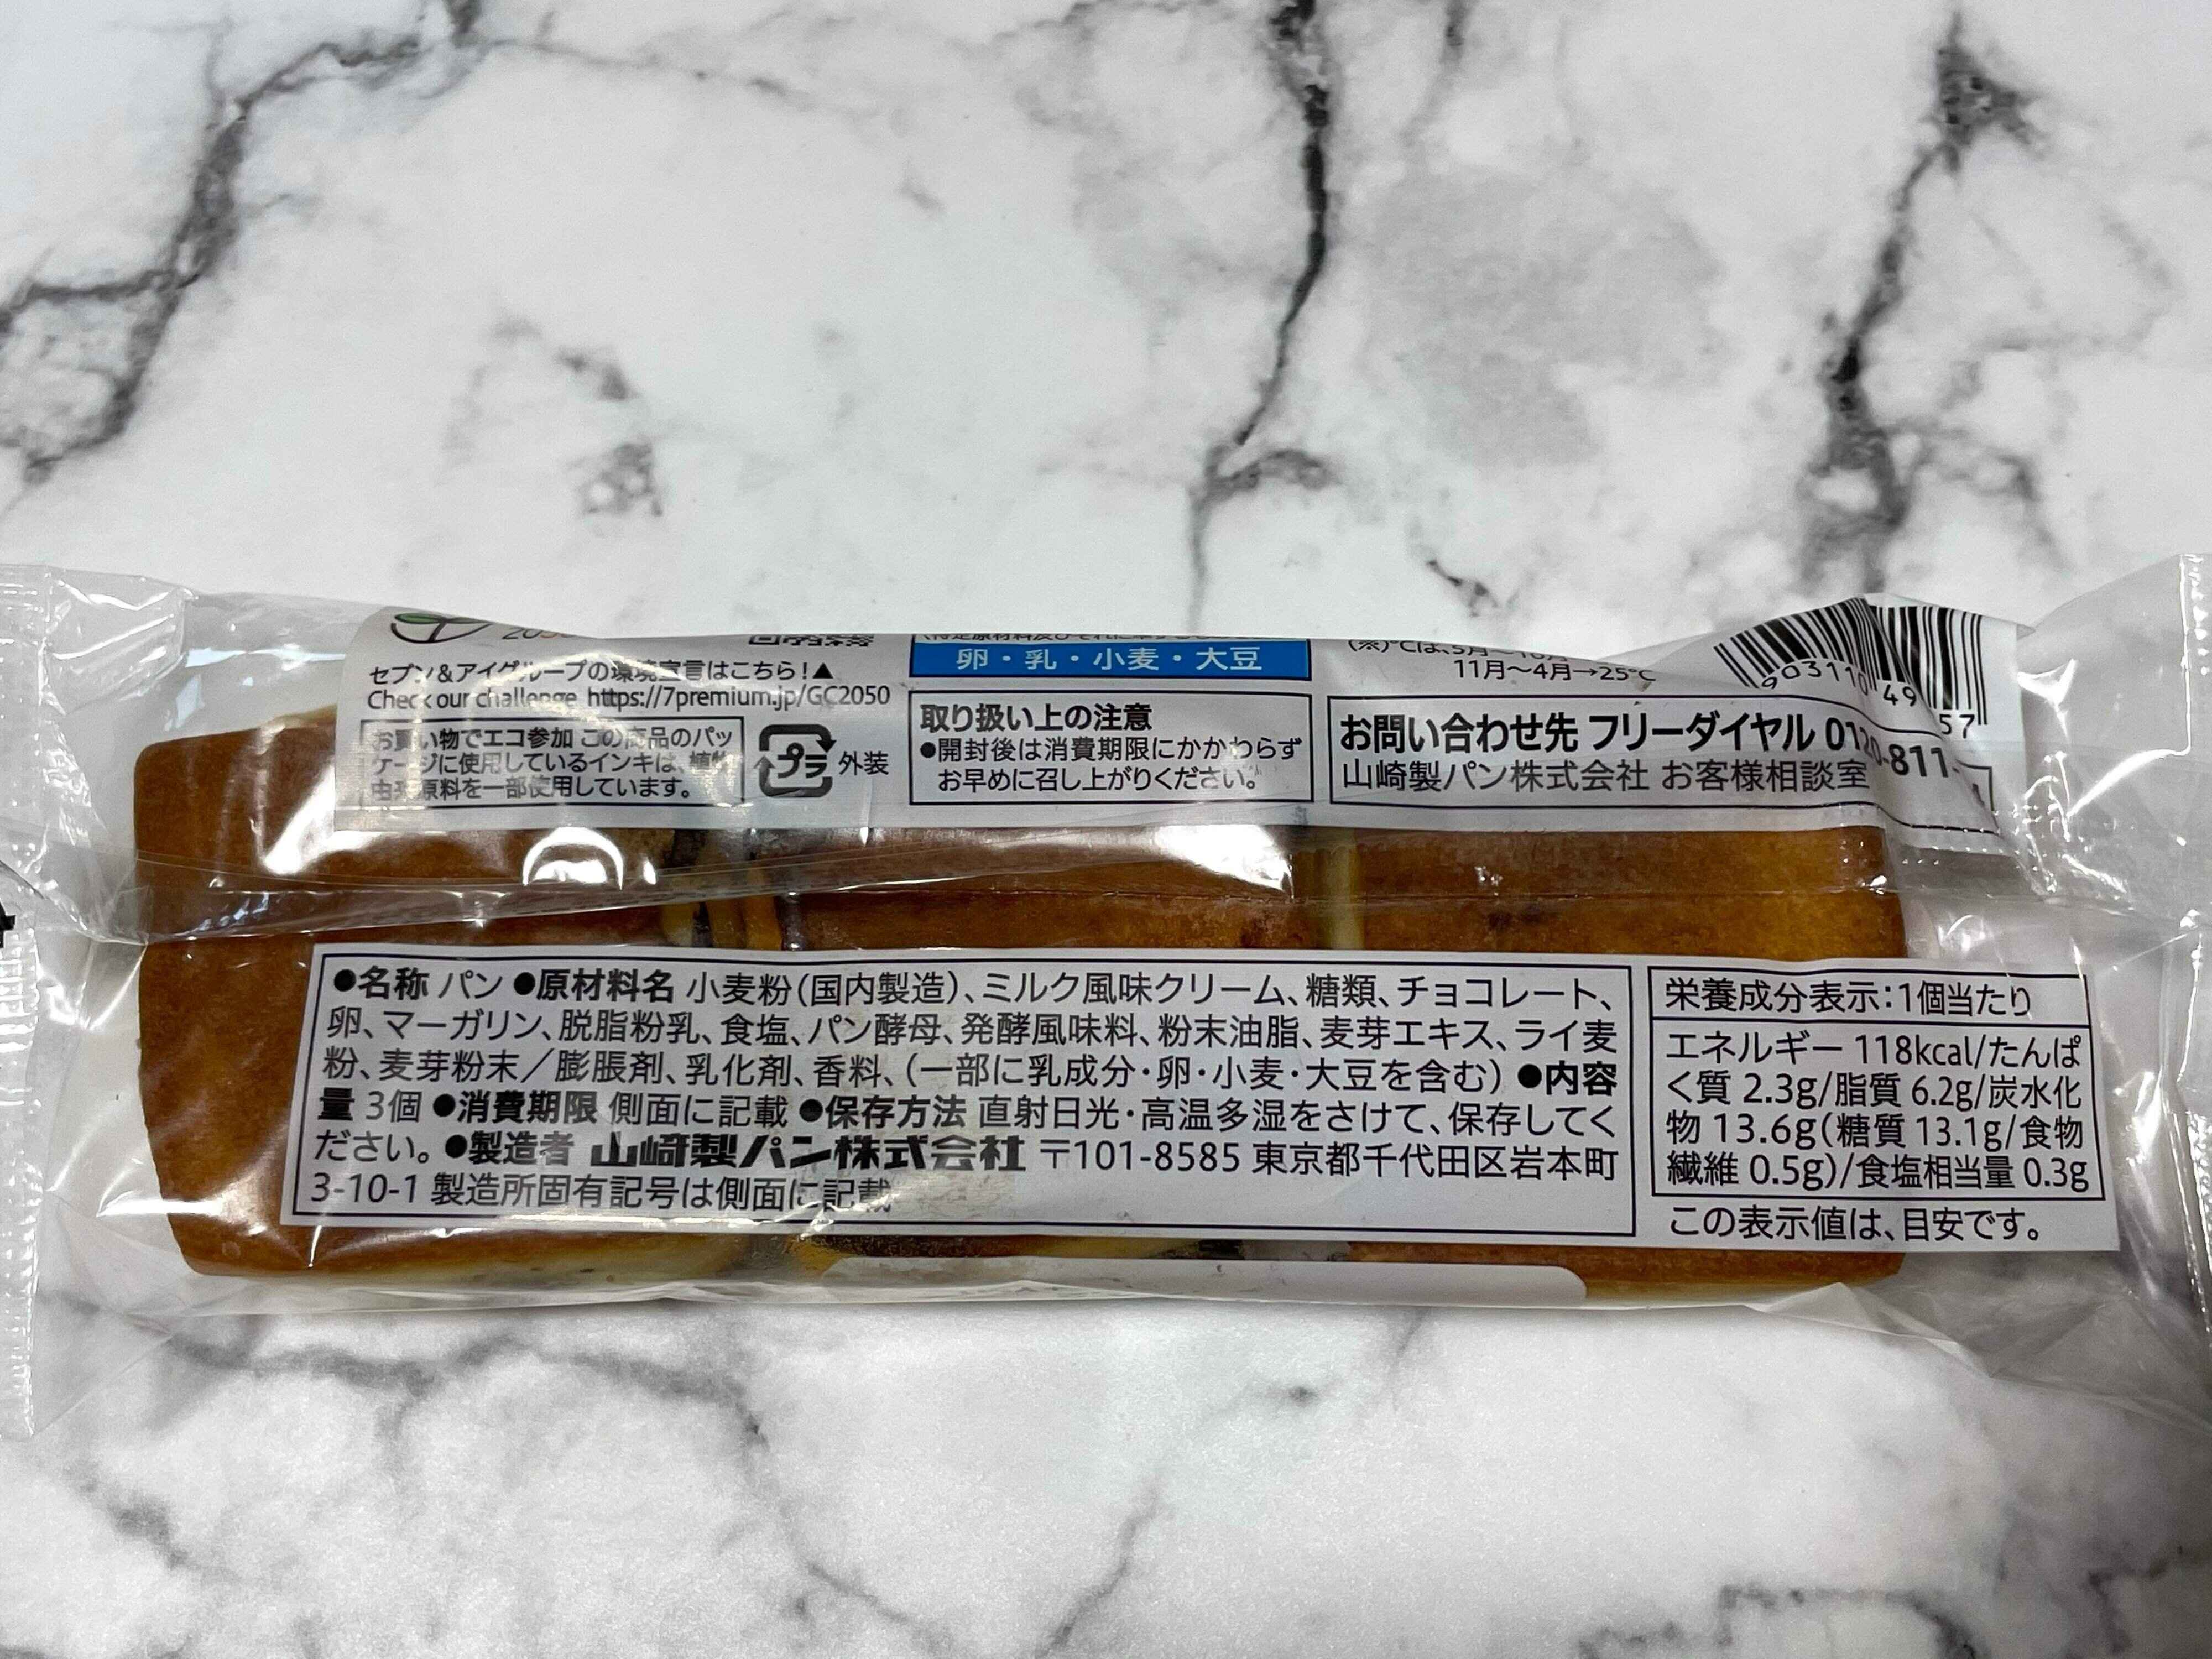 セブン&アイグループの環境宣言はこちら!▲
Check our challenge https://7premium.jp/GC2050
お買い物でエコ参加 この商品のパッ
ケージに使用しているインキは、植物
由来原料を一部使用しています。
プラ 外装
卵・乳・小麦・大豆
取り扱い上の注意
●開封後は消費期限にかかわらず
お早めに召し上がりください。
11月~4月→25℃
お問い合わせ先 フリーダイヤル 0120-811-
山崎製パン株式会社 お客様相談室
903110 49 57
●名称 パン ●原材料名 小麦粉(国内製造)、ミルク風味クリーム、糖類、チョコレート、
卵、マーガリン、脱脂粉乳、食塩、パン酵母、発酵風味料、粉末油脂、麦芽エキス、ライ麦
粉、麦芽粉末/膨脹剤、乳化剤、香料、(一部に乳成分・卵・小麦・大豆を含む) ●内容
量 3個 ●消費期限 側面に記載 ●保存方法 直射日光・高温多湿をさけて、保存してく
ださい。 ●製造者 山崎製パン株式会社 〒101-8585 東京都千代田区岩本町
3-10-1 製造所固有記号は側面に記載
栄養成分表示:1個当たり
エネルギー 118kcal/たんぱ
く質 2.3g/脂質 6.2g/炭水化
物 13.6g(糖質 13.1g/食物
繊維 0.5g)/食塩相当量 0.3g
この表示値は、目安です。